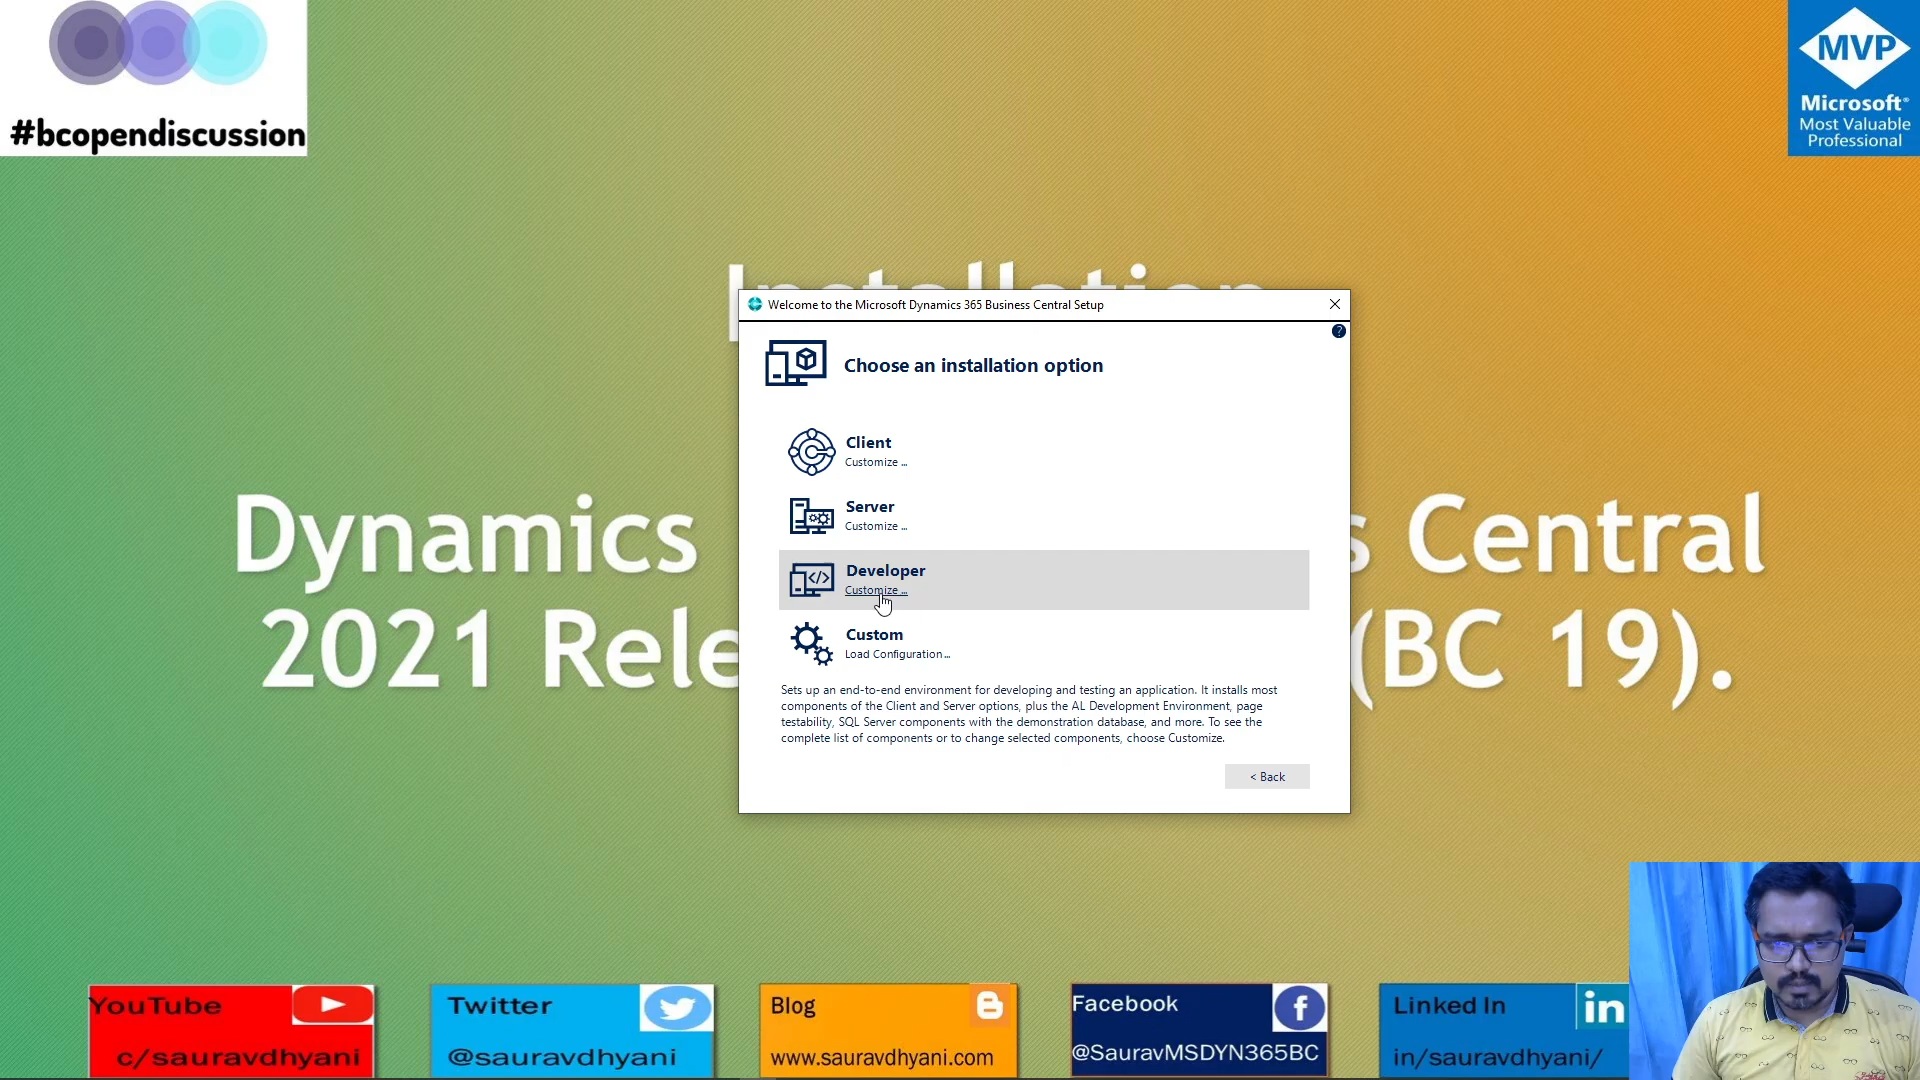 #bcopendiscussion
MVP
Microsoft®
Most Valuable
Professional
Installation
Dynamics
s Central
2021 Rele
(BC 19).
Welcome to the Microsoft Dynamics 365 Business Central Setup
?
Choose an installation option
Client
Customize ...
Server
Customize ...
Developer
Customize ...
Custom
Load Configuration ...
Sets up an end-to-end environment for developing and testing an application. It installs most
components of the Client and Server options, plus the AL Development Environment, page
testability, SQL Server components with the demonstration database, and more. To see the
complete list of components or to change selected components, choose Customize.
< Back
YouTube
c/sauravdhyani
Twitter
@sauravdhyani
Blog
www.sauravdhyani.com
Facebook
f
@SauravMSDYN365BC
Linked In
in
in/sauravdhyani/